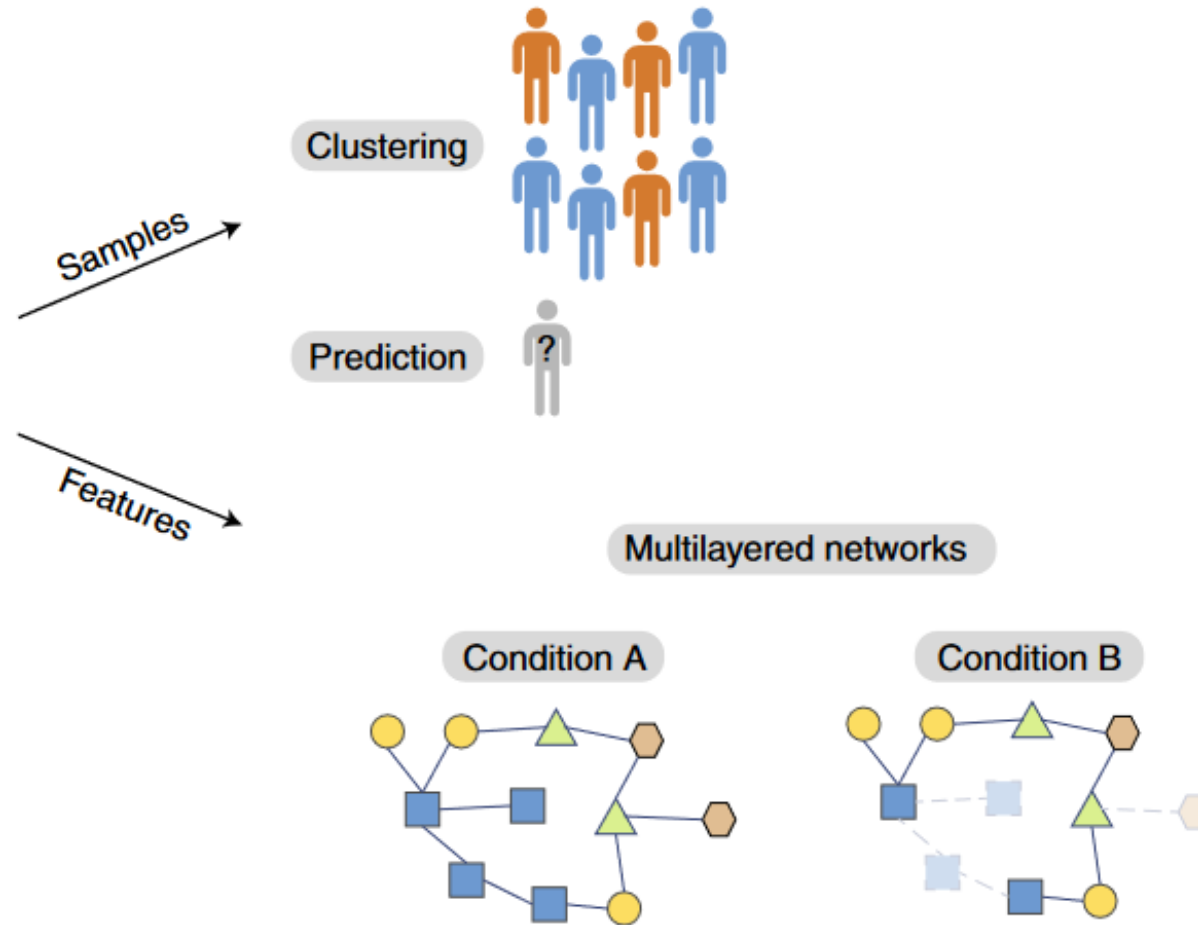 Clustering
Samples
Prediction
?
Features
Multilayered networks
Condition A
Condition B